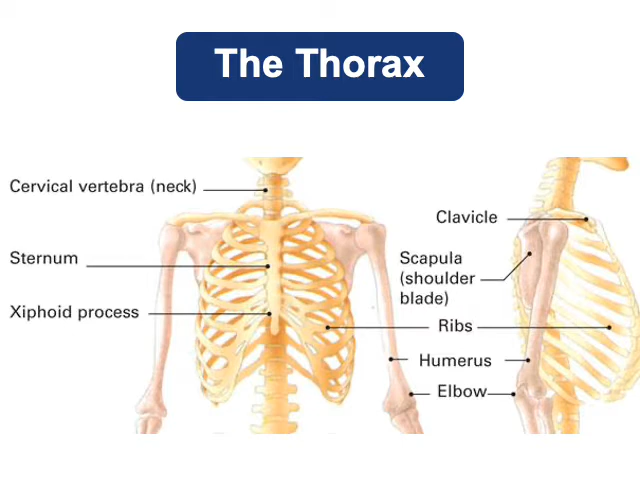 The Thorax
Cervical vertebra (neck)
Sternum
Xiphoid process
Clavicle
Scapula
(shoulder
blade)
Ribs
Humerus
Elbow